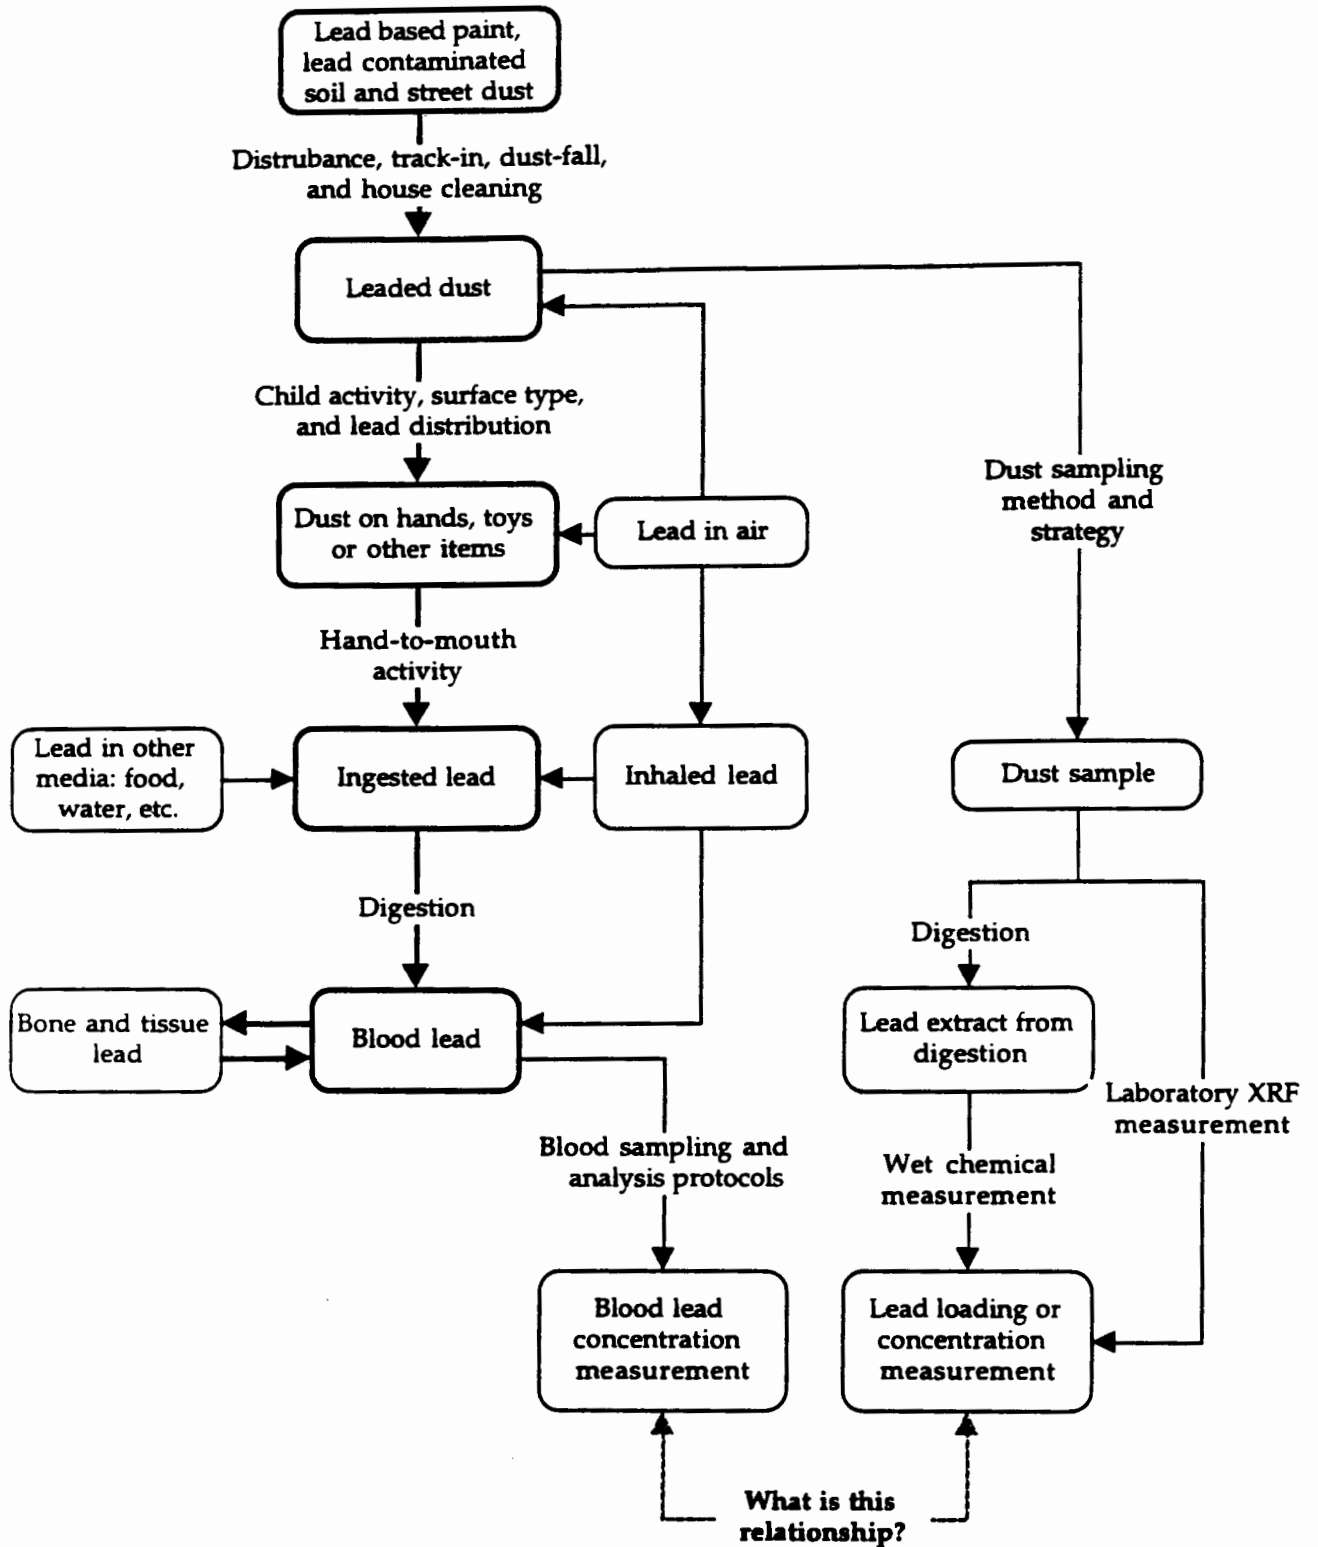 Lead based paint,
lead contaminated
soil and street dust
Distrubance, track-in, dust-fall,
and house cleaning
Leaded dust
Child activity, surface type,
and lead distribution
Dust on hands, toys
or other items
Lead in air
Dust sampling
method and
strategy
Hand-to-mouth
activity
Lead in other
media: food,
water, etc.
Ingested lead
Inhaled lead
Dust sample
Digestion
Digestion
Bone and tissue
lead
Blood lead
Lead extract from
digestion
Laboratory XRF
measurement
Blood sampling and
analysis protocols
Wet chemical
measurement
Blood lead
concentration
measurement
Lead loading or
concentration
measurement
What is this
relationship?